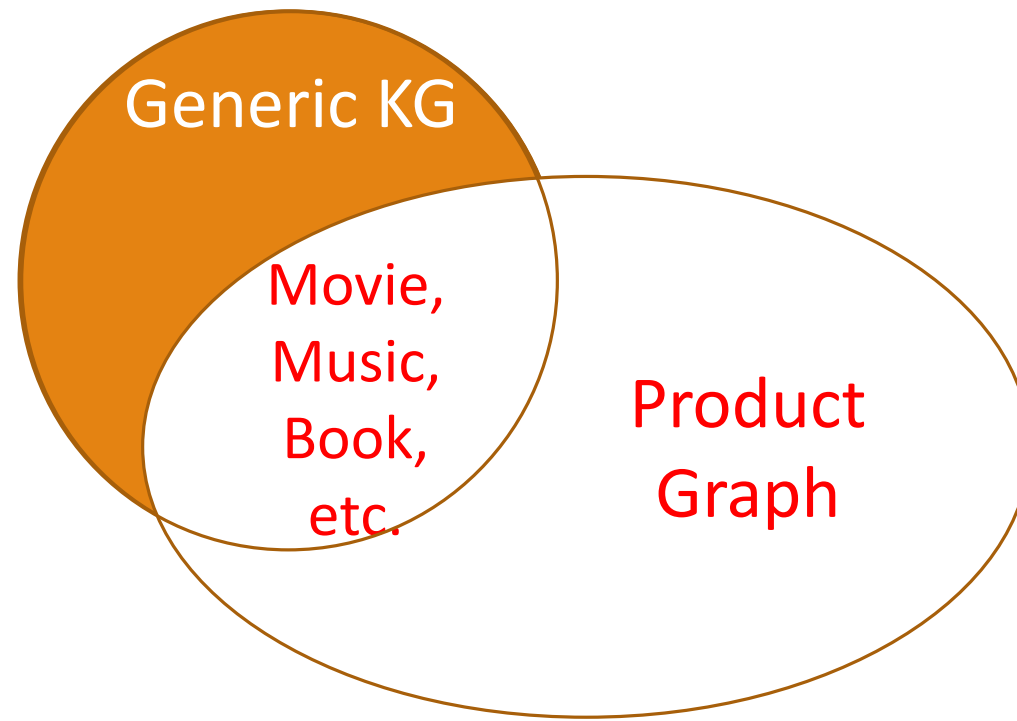 Generic KG
Movie,
Music,
Book,
etc.
Product
Graph